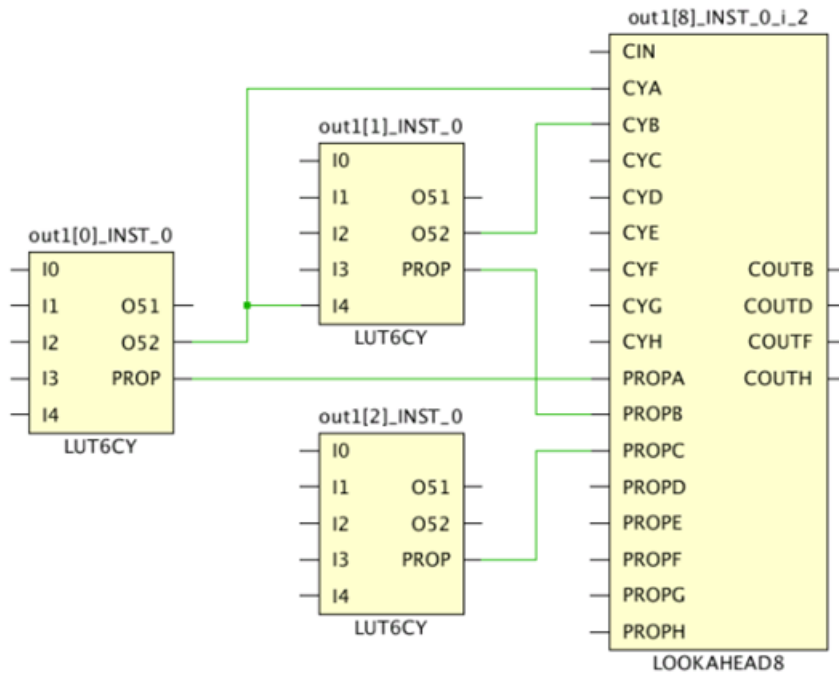 out1[8]_INST_0_i_2
CIN
CYA
CYB
CYC
CYD
CYE
CYF COUTB
CYG COUTD
CYH COUTF
PROPA COUTH
PROPB
PROPC
PROPD
PROPE
PROPF
PROPG
PROPH
LOOKAHEAD8
out1[1]_INST_0
I0
I1 O51
I2 O52
I3 PROP
I4
LUT6CY
out1[0]_INST_0
I0
I1 O51
I2 O52
I3 PROP
I4
LUT6CY
out1[2]_INST_0
I0
I1 O51
I2 O52
I3 PROP
I4
LUT6CY